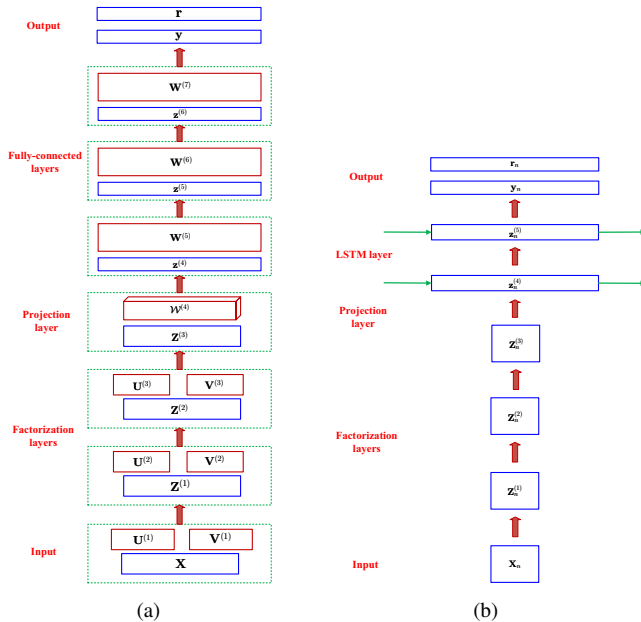 Output
r
y
W(7)
z(6)
Fully-connected
layers
W(6)
z(5)
W(5)
z(4)
Projection
layer
W(4)
Z(3)
Factorization
layers
U(3) V(3)
Z(2)
U(2) V(2)
Z(1)
Input
U(1) V(1)
X
(a)
Output
rn
yn
zn(5)
LSTM layer
zn(4)
Projection
layer
Zn(3)
Zn(2)
Factorization
layers
Zn(1)
Input
Xn
(b)